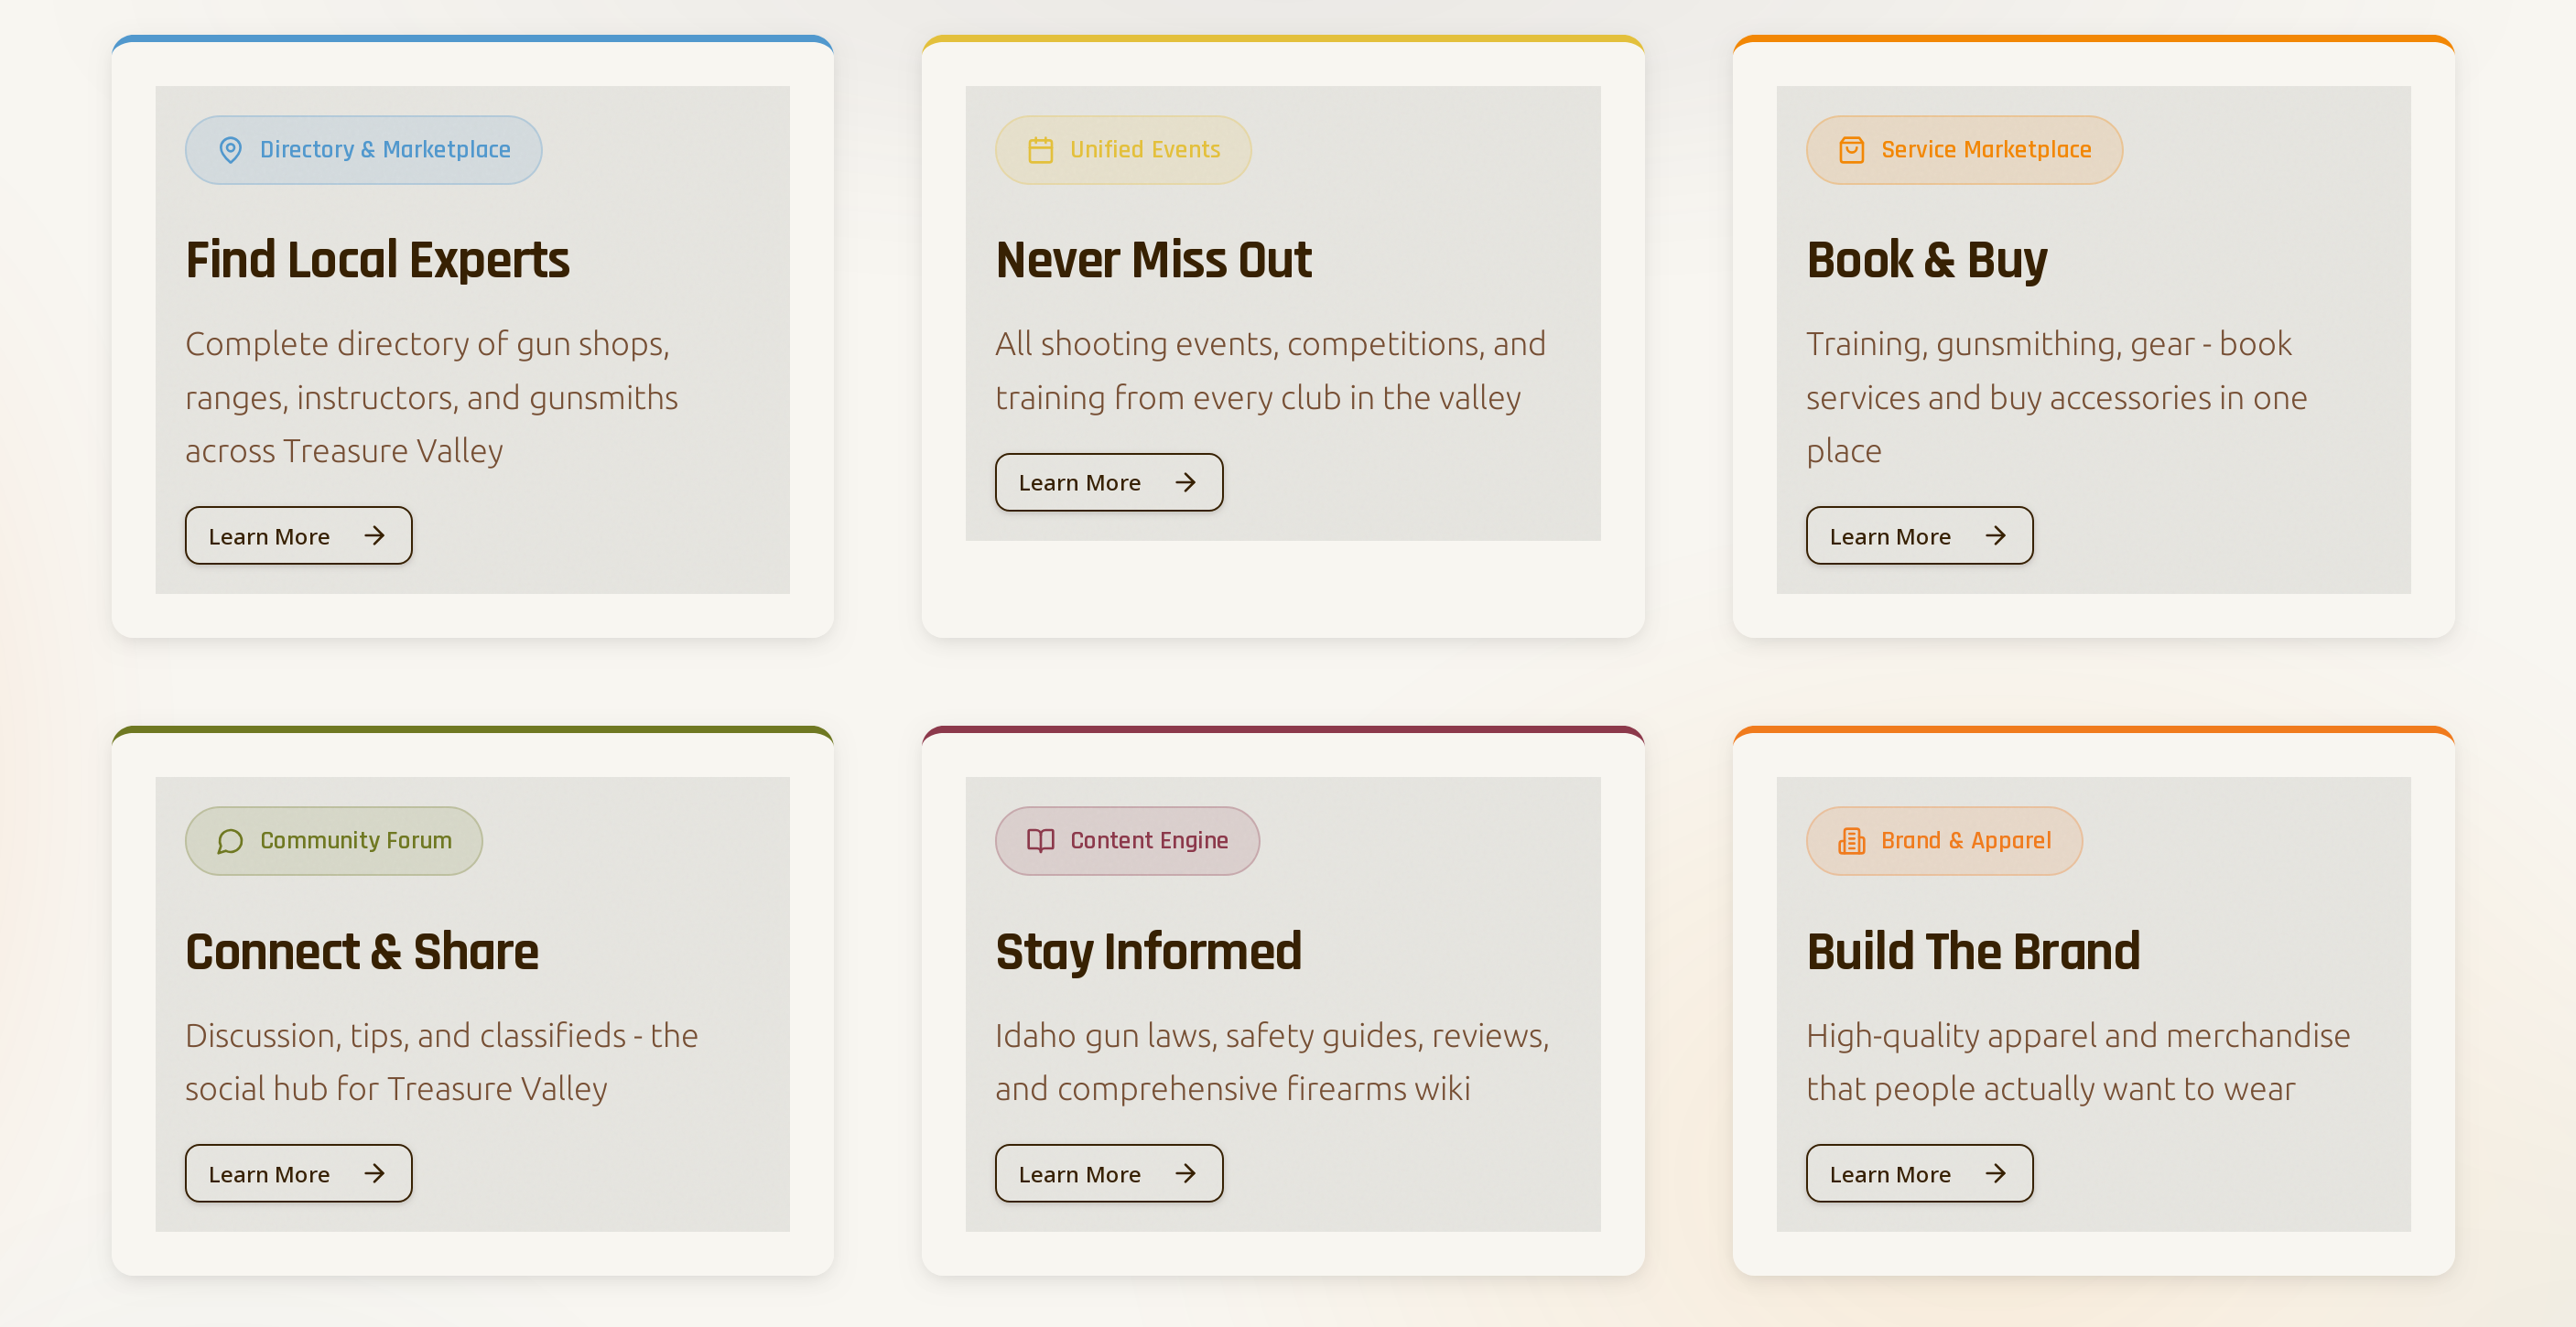 Directory & Marketplace
Find Local Experts
Complete directory of gun shops,
ranges, instructors, and gunsmiths
across Treasure Valley
Learn More
Unified Events
Never Miss Out
All shooting events, competitions, and
training from every club in the valley
Learn More
Service Marketplace
Book & Buy
Training, gunsmithing, gear - book
services and buy accessories in one
place
Learn More
Community Forum
Connect & Share
Discussion, tips, and classifieds - the
social hub for Treasure Valley
Learn More
Content Engine
Stay Informed
Idaho gun laws, safety guides, reviews,
and comprehensive firearms wiki
Learn More
Brand & Apparel
Build The Brand
High-quality apparel and merchandise
that people actually want to wear
Learn More